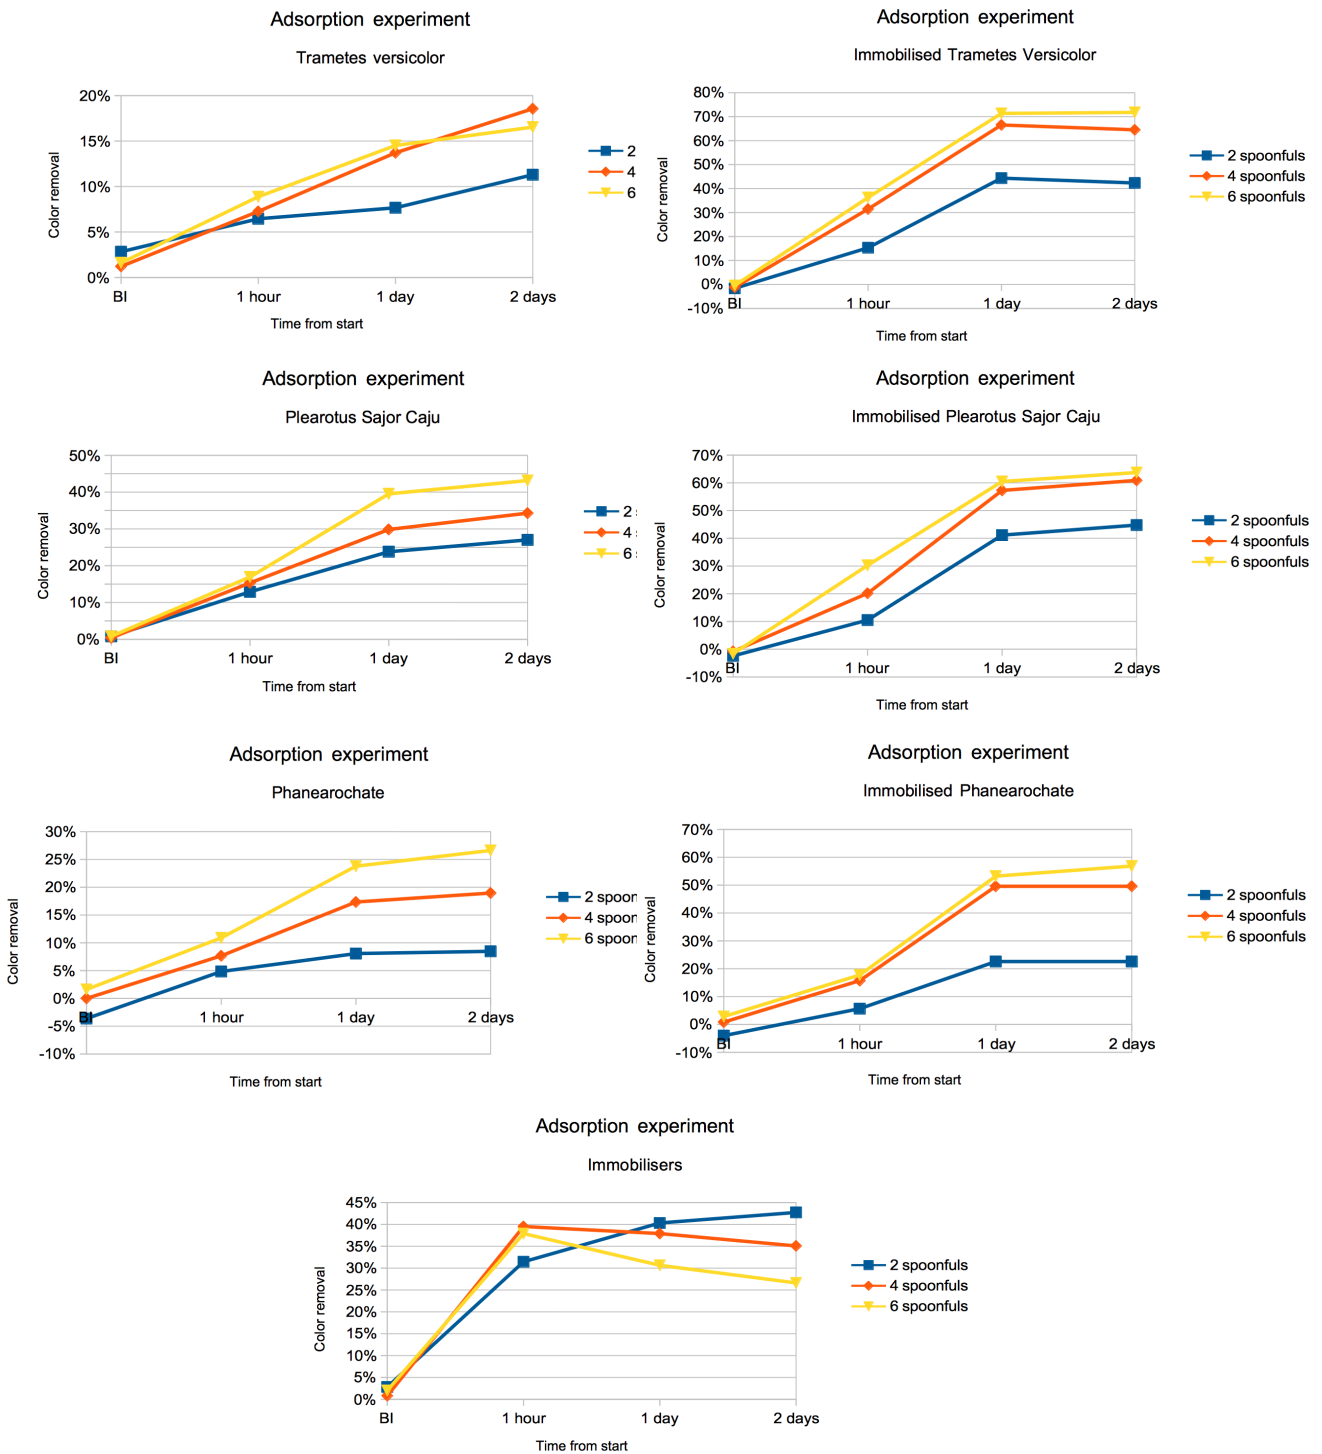 Adsorption experiment
Trametes versicolor
20%
15%
10%
5%
0%
Color removal
BI 1 hour 1 day 2 days
Time from start
2
4
6
Adsorption experiment
Immobilised Trametes Versicolor
80%
70%
60%
50%
40%
30%
20%
10%
0%
-10%
Color removal
BI 1 hour 1 day 2 days
Time from start
2 spoonfuls
4 spoonfuls
6 spoonfuls
Adsorption experiment
Plearotus Sajor Caju
50%
40%
30%
20%
10%
0%
Color removal
BI 1 hour 1 day 2 days
Time from start
2
4
6
Adsorption experiment
Immobilised Plearotus Sajor Caju
70%
60%
50%
40%
30%
20%
10%
0%
-10%
Color removal
BI 1 hour 1 day 2 days
Time from start
2 spoonfuls
4 spoonfuls
6 spoonfuls
Adsorption experiment
Phanearochate
30%
25%
20%
15%
10%
5%
0%
-5%
-10%
Color removal
BI 1 hour 1 day 2 days
Time from start
2 spoon
4 spoon
6 spoon
Adsorption experiment
Immobilised Phanearochate
70%
60%
50%
40%
30%
20%
10%
0%
-10%
Color removal
BI 1 hour 1 day 2 days
Time from start
2 spoonfuls
4 spoonfuls
6 spoonfuls
Adsorption experiment
Immobilisers
45%
40%
35%
30%
25%
20%
15%
10%
5%
0%
Color removal
BI 1 hour 1 day 2 days
Time from start
2 spoonfuls
4 spoonfuls
6 spoonfuls